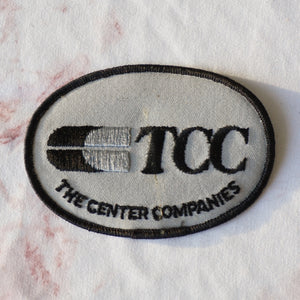 TCC
THE CENTER COMPANIES